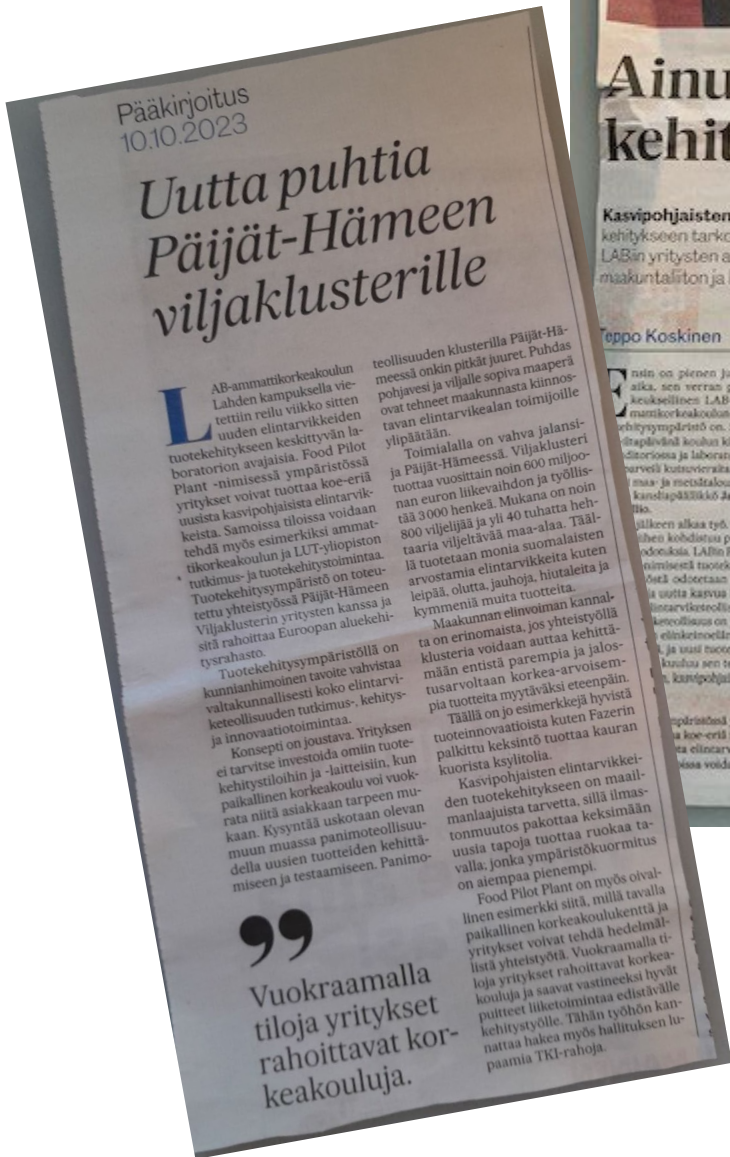 Pääkirjoitus
10.10.2023
Uutta puhtia
Päijät-Hämeen
viljaklusterille
LAB-ammattikorkeakoulun
Lahden kampuksella vie-
tettiin reilu viikko sitten
uuden elintarvikkeiden
tuotekehitykseen keskittyvän la-
boratorion avajaisia. Food Pilot
Plant -nimisessä ympäristössä
yritykset voivat tuottaa koe-eriä
uusista kasvipohjaisista elintarvik-
keista. Samoissa tiloissa voidaan
tehdä myös esimerkiksi ammat-
tikorkeakoulun ja LUT-yliopiston
tutkimus- ja tuotekehitystoimintaa.
Tuotekehitysympäristö on toteu-
tettu yhteistyössä Päijät-Hämeen
Viljaklusterin yritysten kanssa ja
sitä rahoittaa Euroopan aluekehi-
tysrahasto.
Tuotekehitysympäristöllä on
kunnianhimoinen tavoite vahvistaa
valtakunnallisesti koko elintarvi-
keteollisuuden tutkimus-, kehitys-
ja innovaatiotoimintaa.
Konsepti on joustava. Yrityksen
ei tarvitse investoida omiin tuote-
kehitystiloihin ja -laitteisiin, kun
paikallinen korkeakoulu voi vuok-
rata niitä asiakkaan tarpeen mu-
kaan. Kysyntää uskotaan olevan
muun muassa panimoteollisuu-
della uusien tuotteiden kehittä-
miseen ja testaamiseen. Panimo-
teollisuuden klusterilla Päijät-Hä-
meessä onkin pitkät juuret. Puhdas
pohjavesi ja viljalle sopiva maaperä
ovat tehneet maakunnasta kiinnos-
tavan elintarvikealan toimijoille
ylipäätään.
Toimialalla on vahva jalansi-
ja Päijät-Hämeessä. Viljaklusteri
tuottaa vuosittain noin 600 miljoo-
nan euron liikevaihdon ja työllis-
tää 3 000 henkeä. Mukana on noin
800 viljelijää ja yli 40 tuhatta heh-
taaria viljeltävää maa-alaa. Tääl-
lä tuotetaan monia suomalaisten
arvostamia elintarvikkeita kuten
leipää, olutta, jauhoja, hiutaleita ja
kymmeniä muita tuotteita.
Maakunnan elinvoiman kannal-
ta on erinomaista, jos yhteistyöllä
klusteria voidaan auttaa kehittä-
mään entistä parempia ja jalos-
tusarvoltaan korkea-arvoisem-
pia tuotteita myytäväksi eteenpäin.
Täällä on jo esimerkkejä hyvistä
tuoteinnovaatioista kuten Fazerin
palkittu keksintö tuottaa kauran
kuorista ksylitolia.
Kasvipohjaisten elintarvikkei-
den tuotekehitykseen on maail-
manlaajuista tarvetta, sillä ilmas-
tonmuutos pakottaa keksimään
uusia tapoja tuottaa ruokaa ta-
valla, jonka ympäristökuormitus
on aiempaa pienempi.
Food Pilot Plant on myös oival-
linen esimerkki siitä, millä tavalla
paikallinen korkeakoulukenttä ja
yritykset voivat tehdä hedelmäl-
listä yhteistyötä. Vuokraamalla ti-
loja yritykset rahoittavat korkea-
kouluja ja saavat vastineeksi hyvät
puitteet liiketoimintaa edistävälle
kehitystyölle. Tähän työhön kan-
nattaa hakea myös hallituksen lu-
paamia TKI-rahoja.
”
Vuokraamalla
tiloja yritykset
rahoittavat kor-
keakouluja.
Ainu
kehit
Kasvipohjaisten
kehitykseen tarko
LABin yritysten a
maakuntaliiton ja
Teppo Koskinen